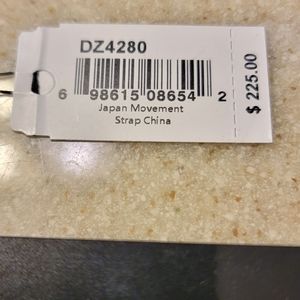 DZ4280
6 98615 08654 2
Japan Movement
Strap China
$ 225.00